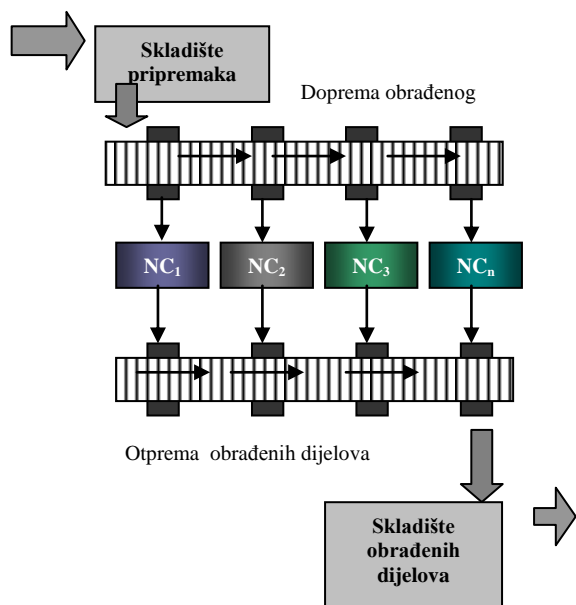 Skladište
pripremaka
Doprema obrađenog
NC₁ NC₂ NC₃ NCₙ
Otprema obrađenih dijelova
Skladište
obrađenih
dijelova